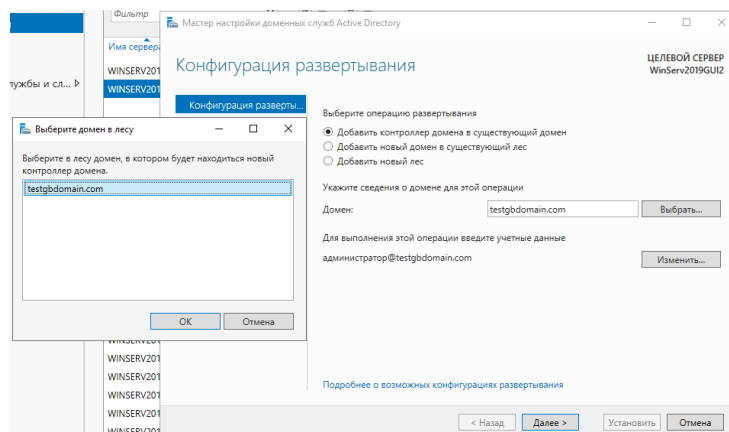 Фильтр
Имя сервера
WINSERV201
WINSERV201
лужбы и сл...
Мастер настройки доменных служб Active Directory
Конфигурация развертывания
ЦЕЛЕВОЙ СЕРВЕР
WinServ2019GUI2
Конфигурация разверты...
Выберите операцию развертывания
Добавить контроллер домена в существующий домен
Добавить новый домен в существующий лес
Добавить новый лес
Укажите сведения о домене для этой операции
Домен: testgbdomain.com Выбрать...
Для выполнения этой операции введите учетные данные
администратор@testgbdomain.com Изменить...
Подробнее о возможных конфигурациях развертывания
< Назад Далее > Установить Отмена
Выберите домен в лесу
Выберите в лесу домен, в котором будет находиться новый
контроллер домена.
testgbdomain.com
OK Отмена
WINSERV201
WINSERV201
WINSERV201
WINSERV201
WINSERV201